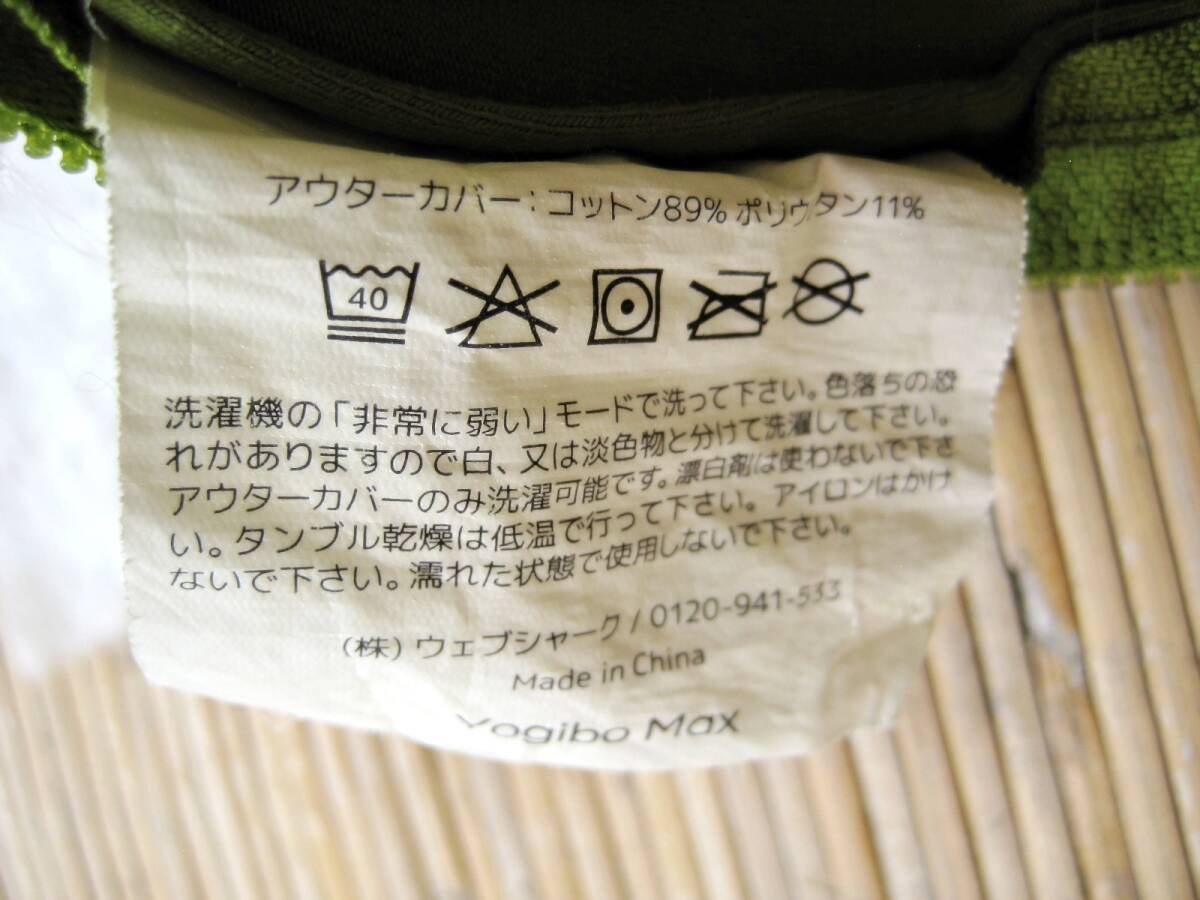 アウターカバー：コットン89% ポリウタン11%
40
洗濯機の「非常に弱い」モードで洗って下さい。色落ちの恐
れがありますので白、又は淡色物と分けて洗濯して下さい。
アウターカバーのみ洗濯可能です。漂白剤は使わないで下さ
い。タンブル乾燥は低温で行って下さい。アイロンはかけ
ないで下さい。濡れた状態で使用しないで下さい。
(株) ウェブシャーク / 0120-941-533
Made in China
Yogibo Max